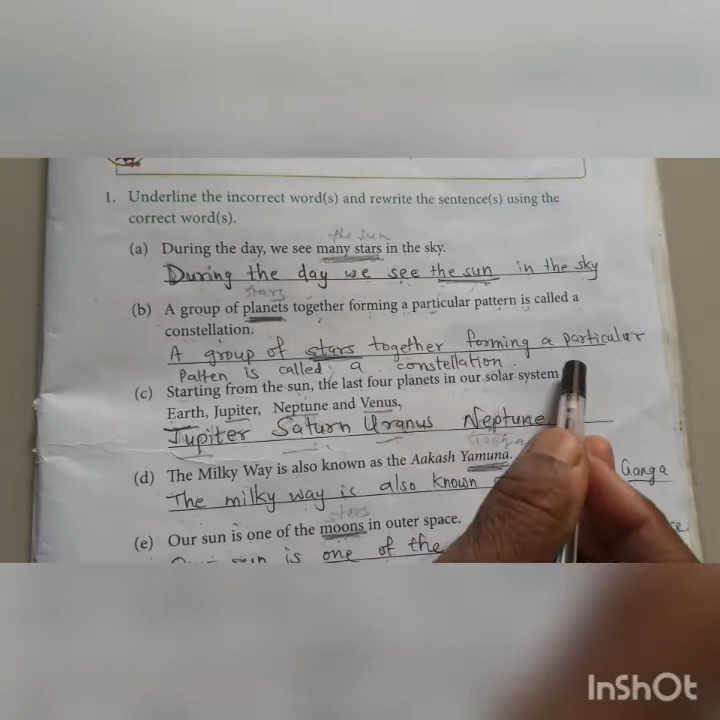 1. Underline the incorrect word(s) and rewrite the sentence(s) using the
correct word(s).
the sun
(a) During the day, we see many stars in the sky.
During the day we see the sun in the sky
stars
(b) A group of planets together forming a particular pattern is called a
constellation.
A group of stars together forming a particular
Patten is called a constellation.
(c) Starting from the sun, the last four planets in our solar system
Earth, Jupiter, Neptune and Venus,
Jupiter Saturn Uranus Neptune
(d) The Milky Way is also known as the Aakash Yamuna.
The milky way is also known Ganga
stars
(e) Our sun is one of the moons in outer space.
is one of the
InShOt